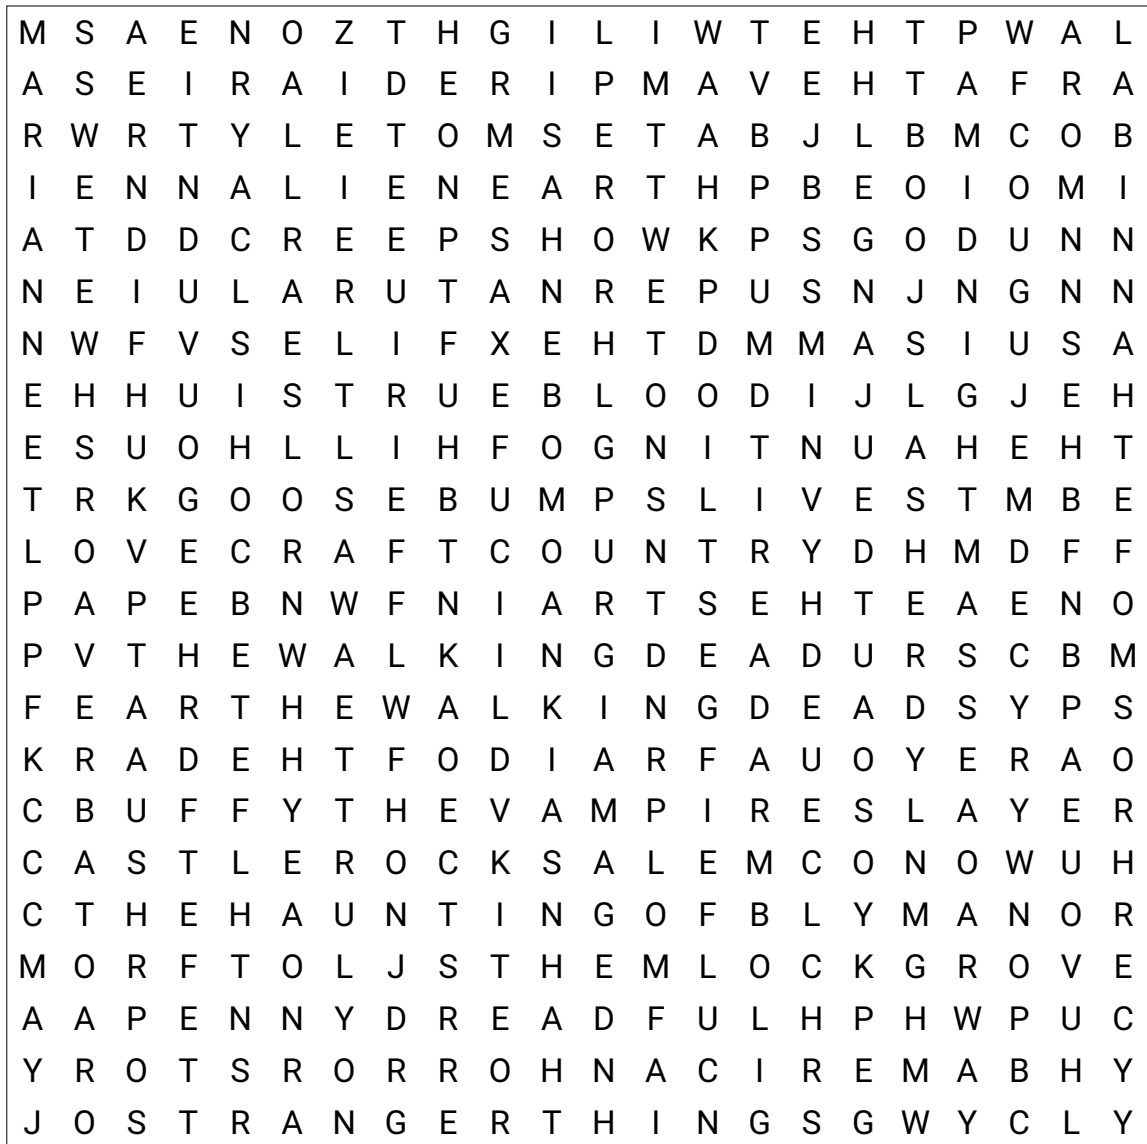 M S A E N O Z T H G I L I W T E H T P W A L
A S E I R A I D E R I P M A V E H T A F R A
R W R T Y L E T O M S E T A B J L B M C O B
I E N N A L I E N E A R T H P B E O I O M I
A T D D C R E E P S H O W K P S G O D U N N
N E I U L A R U T A N R E P U S N J N G N N
N W F V S E L I F X E H T D M M A S I U S A
E H H U I S T R U E B L O O D I J L G J E H
E S U O H L L I H F O G N I T N U A H E H T
T R K G O O S E B U M P S L I V E S T M B E
L O V E C R A F T C O U N T R Y D H M D F F
P A P E B N W F N I A R T S E H T E A E N O
P V T H E W A L K I N G D E A D U R S C B M
F E A R T H E W A L K I N G D E A D S Y P S
K R A D E H T F O D I A R F A U O Y E R A O
C B U F F Y T H E V A M P I R E S L A Y E R
C A S T L E R O C K S A L E M C O N O W U H
C T H E H A U N T I N G O F B L Y M A N O R
M O R F T O L J S T H E M L O C K G R O V E
A A P E N N Y D R E A D F U L H P H W P U C
Y R O T S R O R R O H N A C I R E M A B H Y
J O S T R A N G E R T H I N G S G W Y C L Y